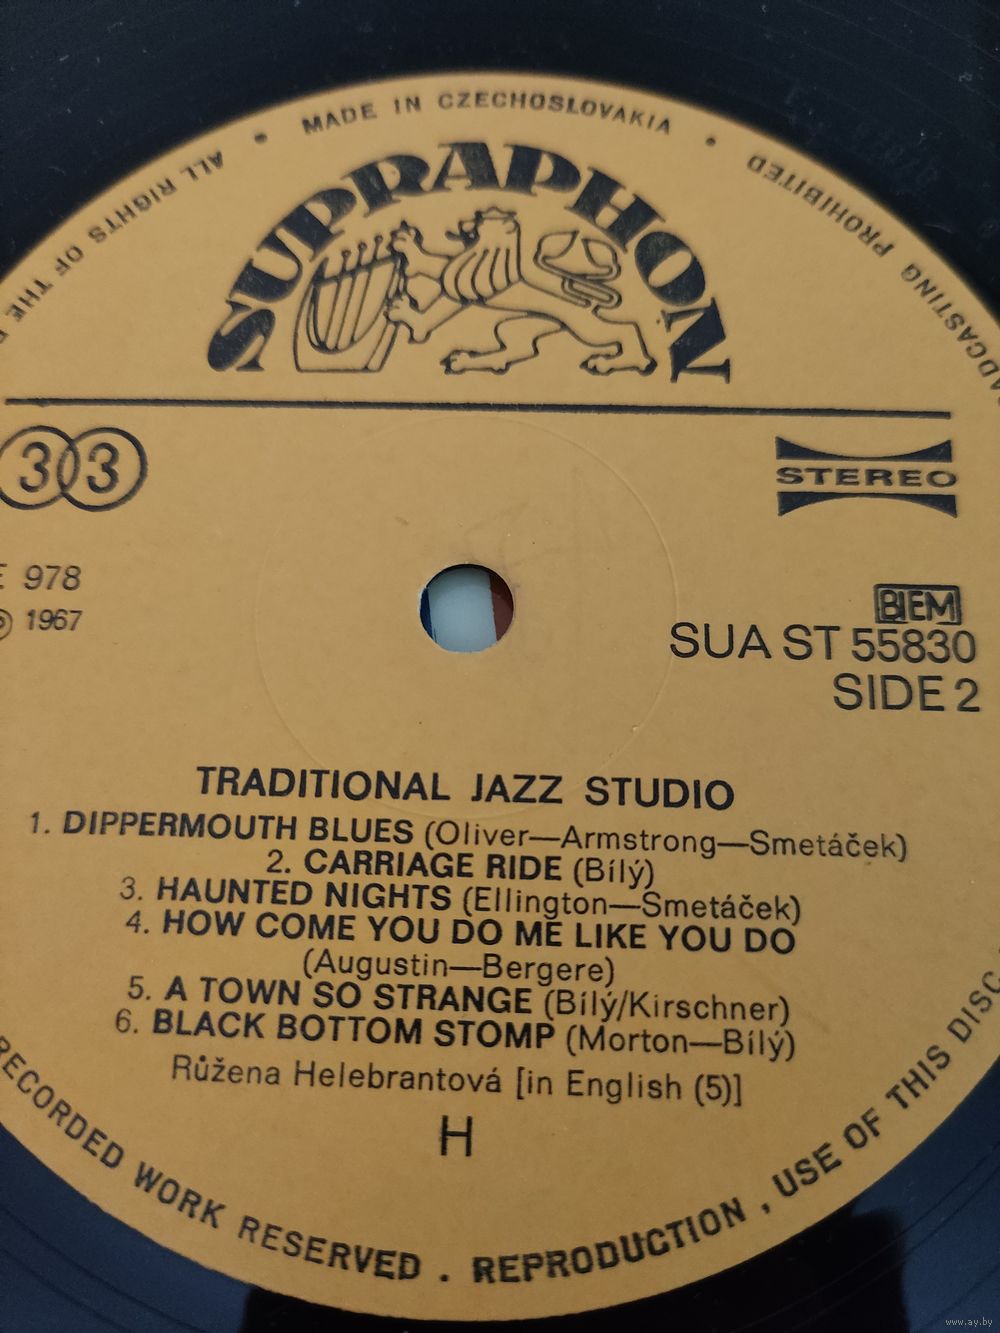 MADE IN CZECHOSLOVAKIA
SUPRAPHON
33
STEREO
978
℗ 1967
BIEM
SUA ST 55830
SIDE 2
TRADITIONAL JAZZ STUDIO
1. DIPPERMOUTH BLUES (Oliver—Armstrong—Smetáček)
2. CARRIAGE RIDE (Bílý)
3. HAUNTED NIGHTS (Ellington—Smetáček)
4. HOW COME YOU DO ME LIKE YOU DO
(Augustin—Bergere)
5. A TOWN SO STRANGE (Bílý/Kirschner)
6. BLACK BOTTOM STOMP (Morton—Bílý)
Růžena Helebrantová [in English (5)]
H
ALL RIGHTS OF THE
RECORDED WORK RESERVED . REPRODUCTION , USE OF THIS DISC
PROHIBITED
www.ay.by